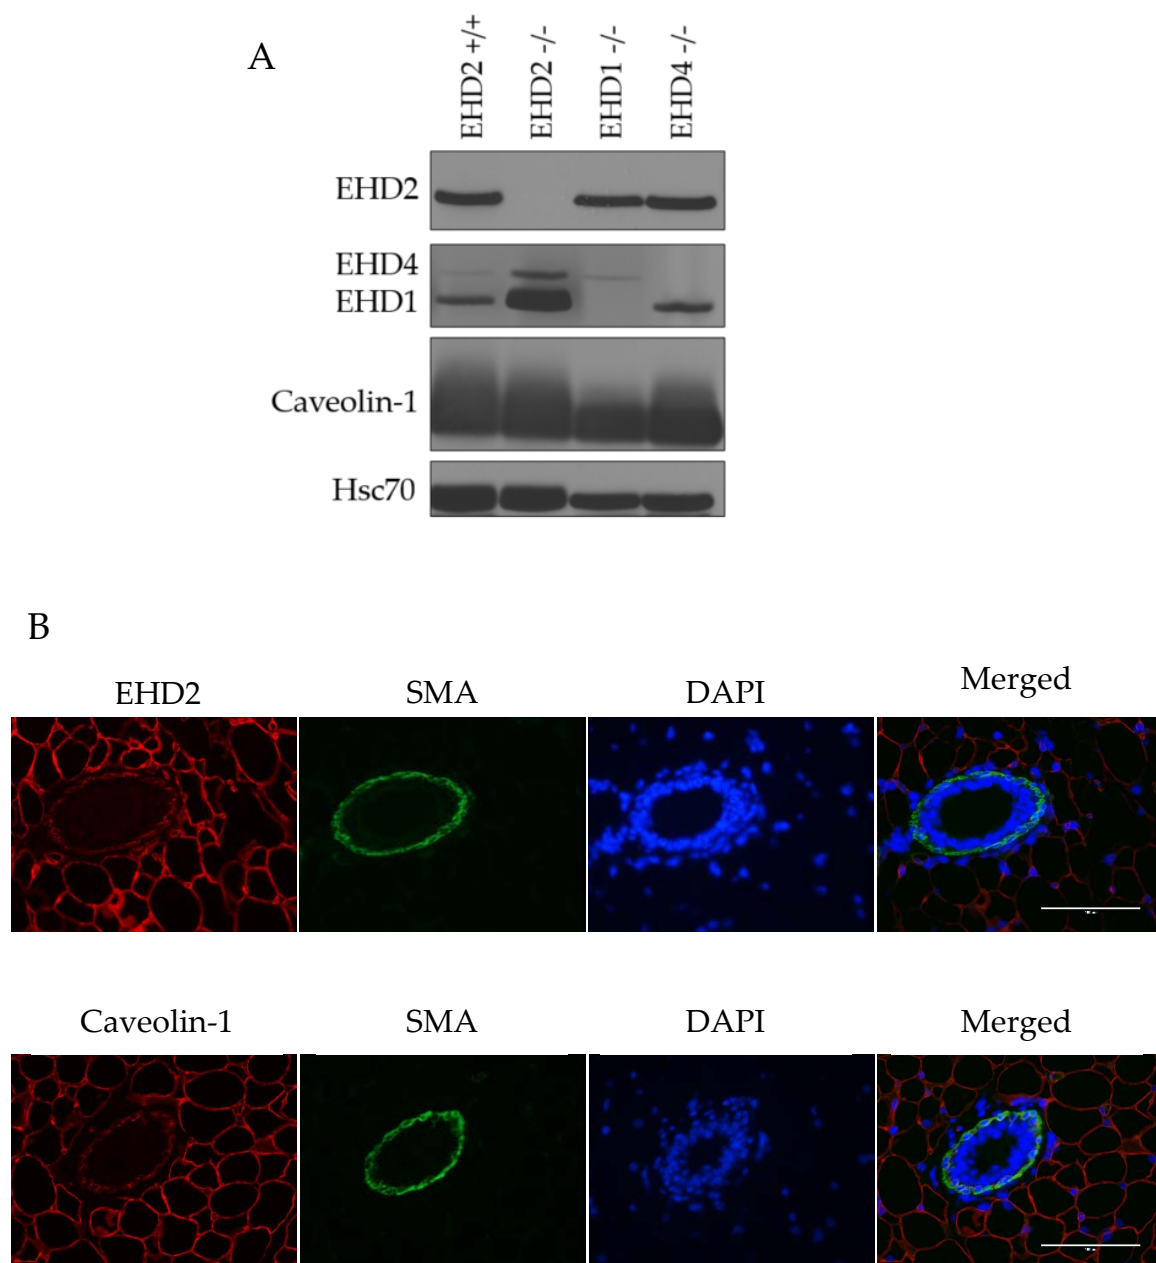 A
EHD2 +/+
EHD2 -/-
EHD1 -/-
EHD4 -/-
EHD2
EHD4
EHD1
Caveolin-1
Hsc70
B
EHD2 SMA DAPI Merged
Caveolin-1 SMA DAPI Merged